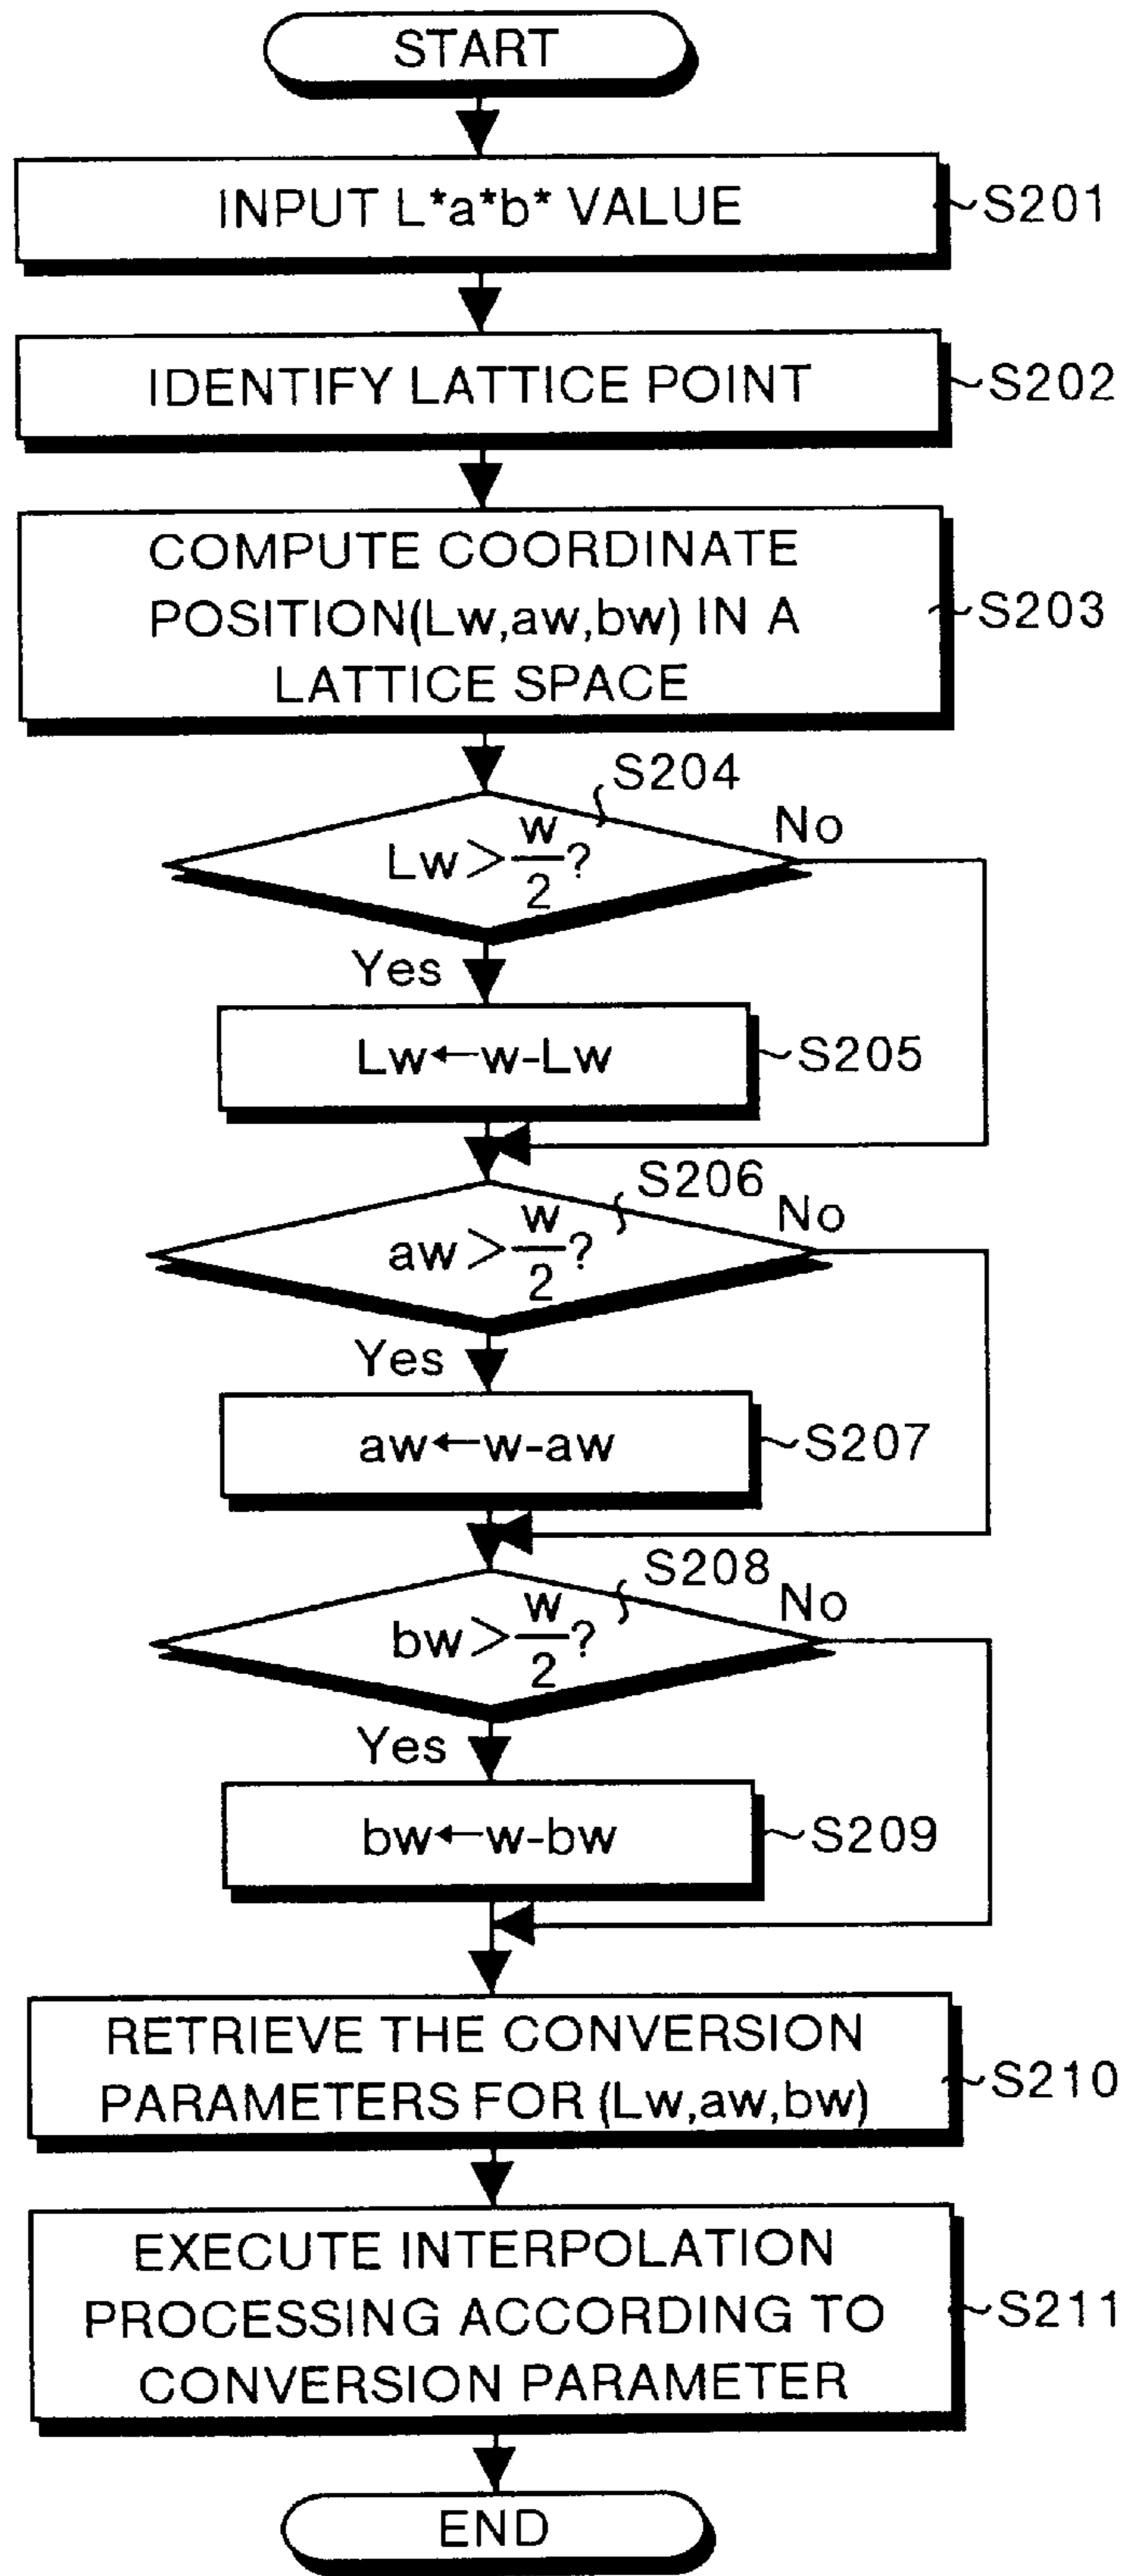 START
INPUT L*a*b* VALUE
S201
IDENTIFY LATTICE POINT
S202
COMPUTE COORDINATE
POSITION(Lw,aw,bw) IN A
LATTICE SPACE
S203
S204
Lw>w/2?
No
Yes
Lw←w-Lw
S205
S206
aw>w/2?
No
Yes
aw←w-aw
S207
S208
bw>w/2?
No
Yes
bw←w-bw
S209
RETRIEVE THE CONVERSION
PARAMETERS FOR (Lw,aw,bw)
S210
EXECUTE INTERPOLATION
PROCESSING ACCORDING TO
CONVERSION PARAMETER
S211
END